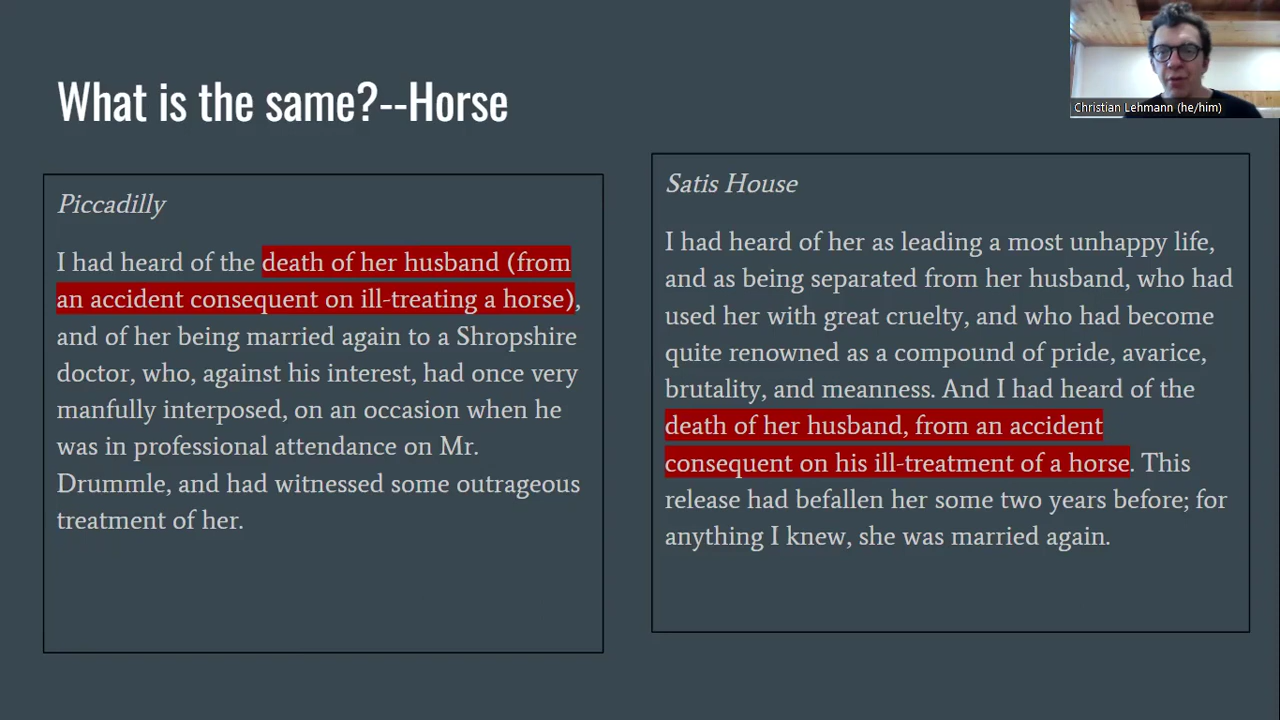 What is the same?--Horse
Christian Lehmann (he/him)
Piccadilly
I had heard of the death of her husband (from
an accident consequent on ill-treating a horse),
and of her being married again to a Shropshire
doctor, who, against his interest, had once very
manfully interposed, on an occasion when he
was in professional attendance on Mr.
Drummle, and had witnessed some outrageous
treatment of her.
Satis House
I had heard of her as leading a most unhappy life,
and as being separated from her husband, who had
used her with great cruelty, and who had become
quite renowned as a compound of pride, avarice,
brutality, and meanness. And I had heard of the
death of her husband, from an accident
consequent on his ill-treatment of a horse. This
release had befallen her some two years before; for
anything I knew, she was married again.